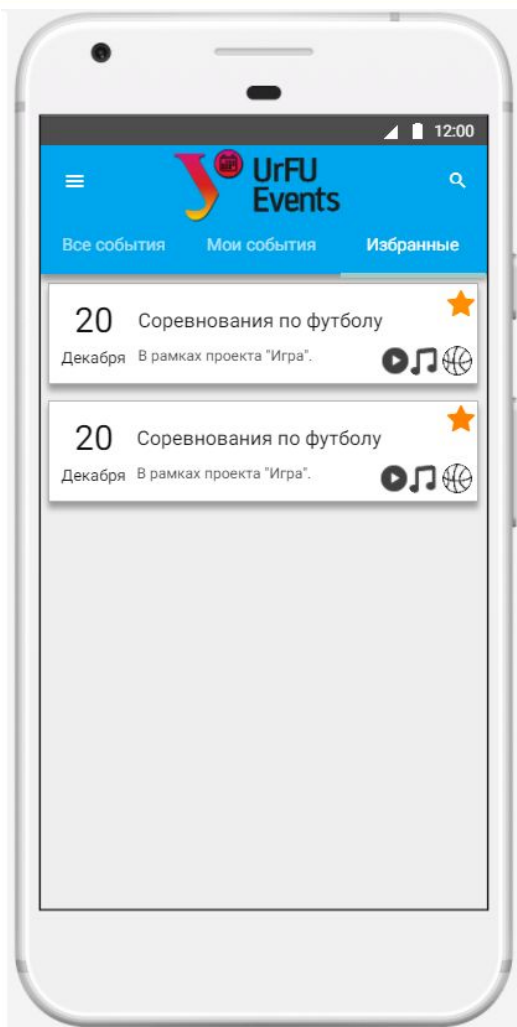 12:00
UrFU
Events
Все события Мои события Избранные
20 Соревнования по футболу
Декабря В рамках проекта "Игра".
20 Соревнования по футболу
Декабря В рамках проекта "Игра".